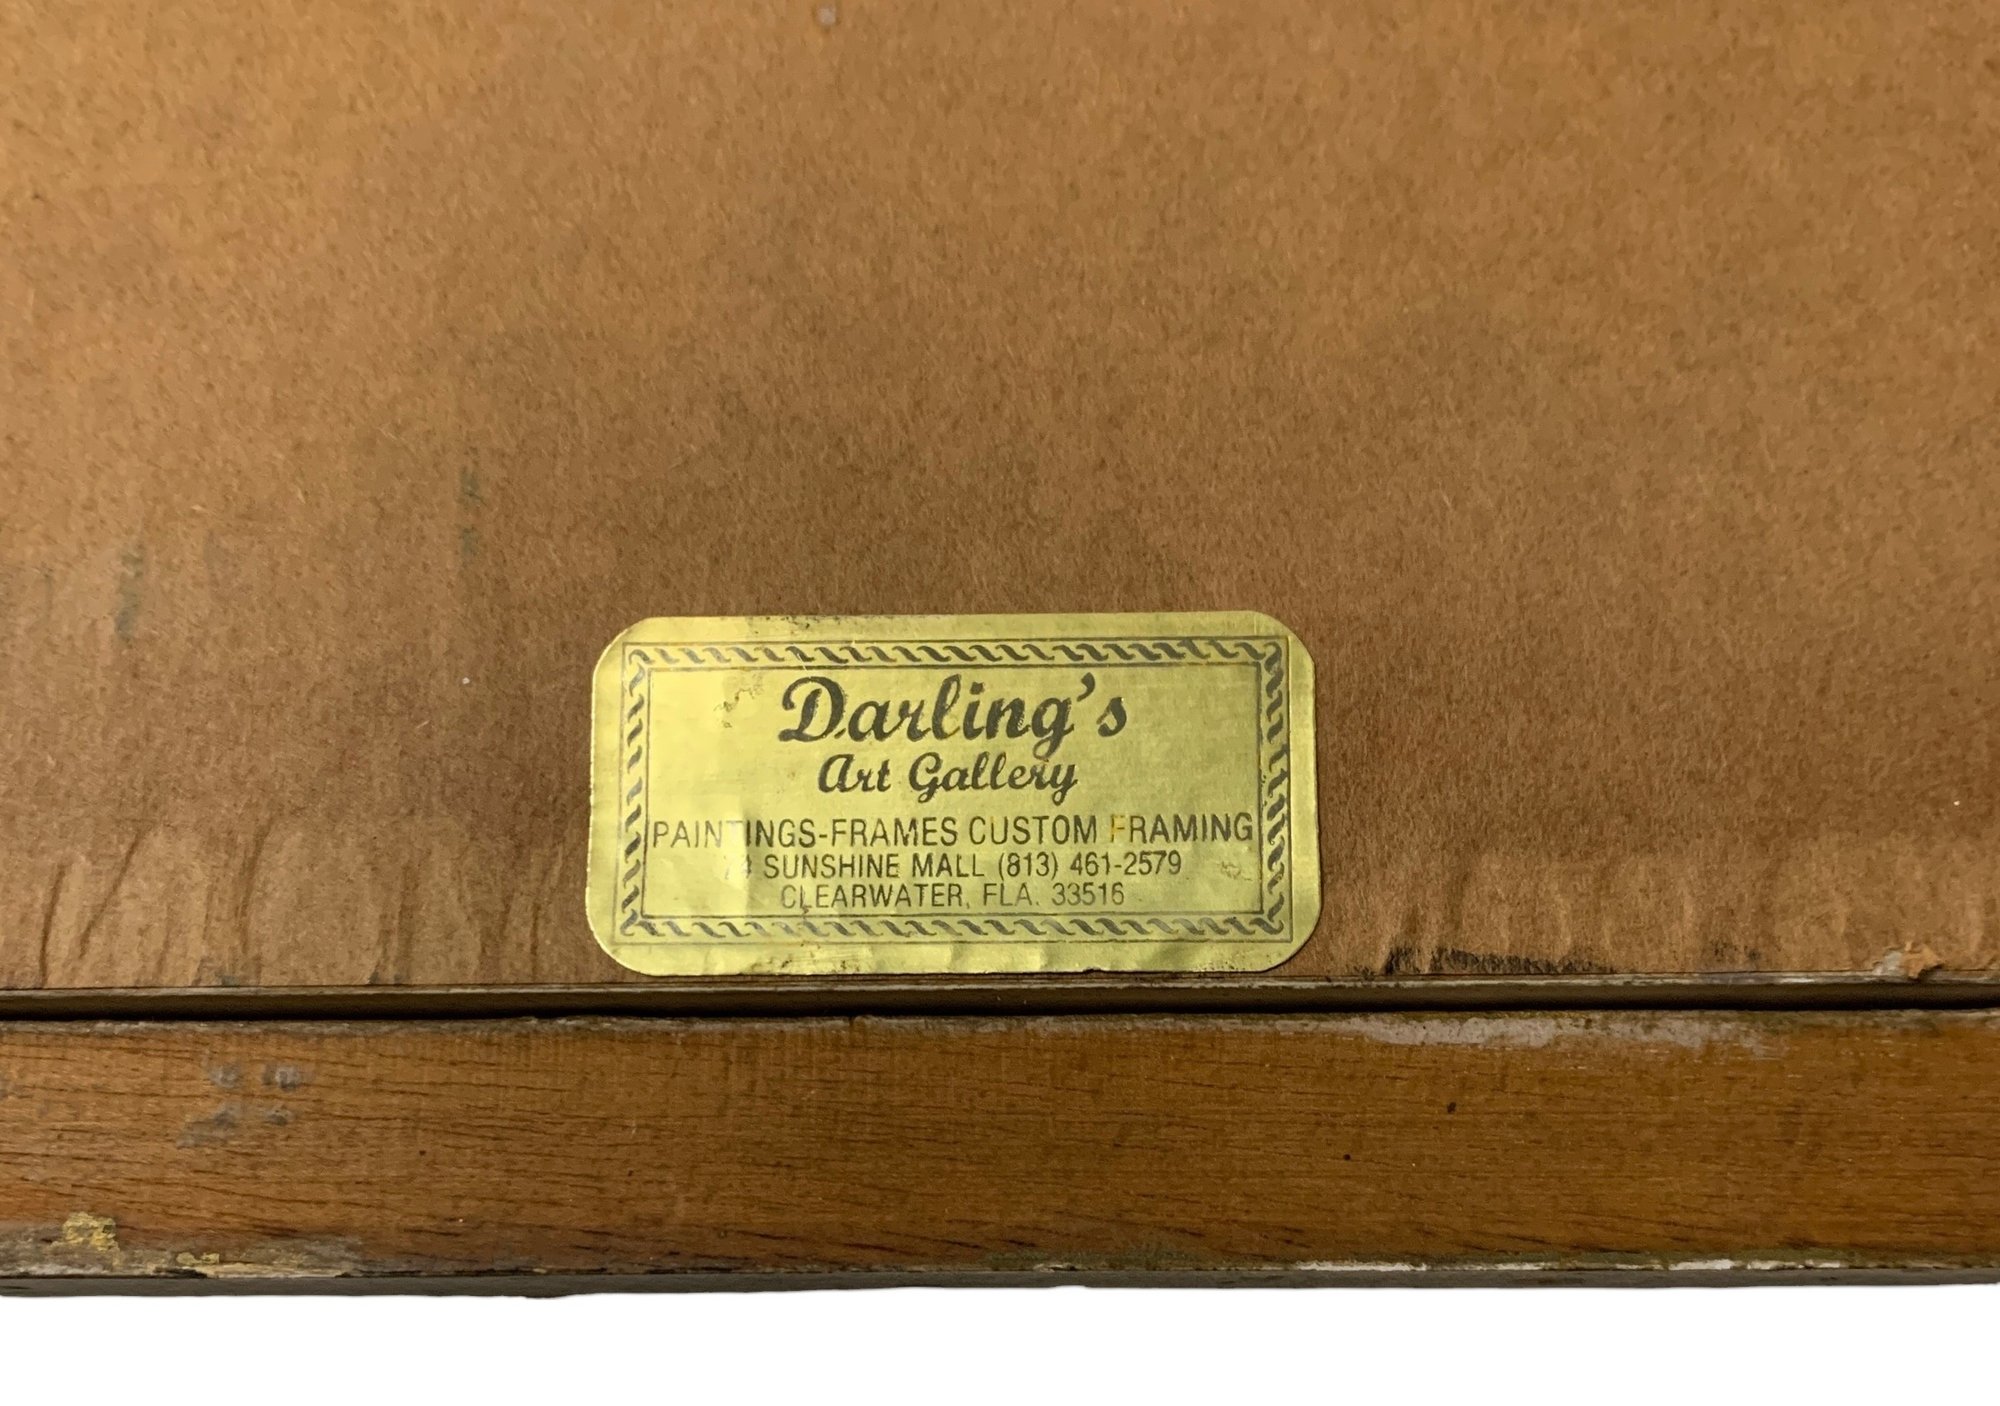 Darling's
Art Gallery
PAINTINGS-FRAMES CUSTOM FRAMING
SUNSHINE MALL (813) 461-2579
CLEARWATER, FLA. 33516